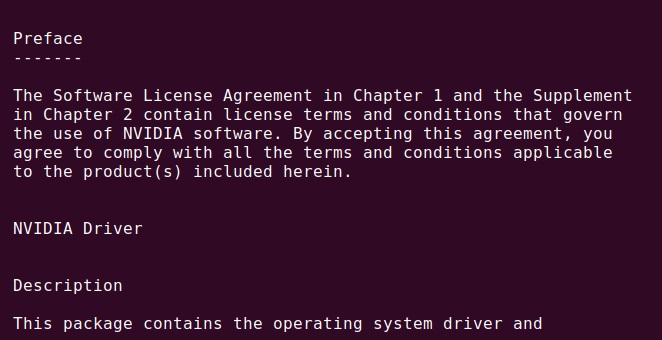 Preface
-------
The Software License Agreement in Chapter 1 and the Supplement
in Chapter 2 contain license terms and conditions that govern
the use of NVIDIA software. By accepting this agreement, you
agree to comply with all the terms and conditions applicable
to the product(s) included herein.
NVIDIA Driver
Description
This package contains the operating system driver and